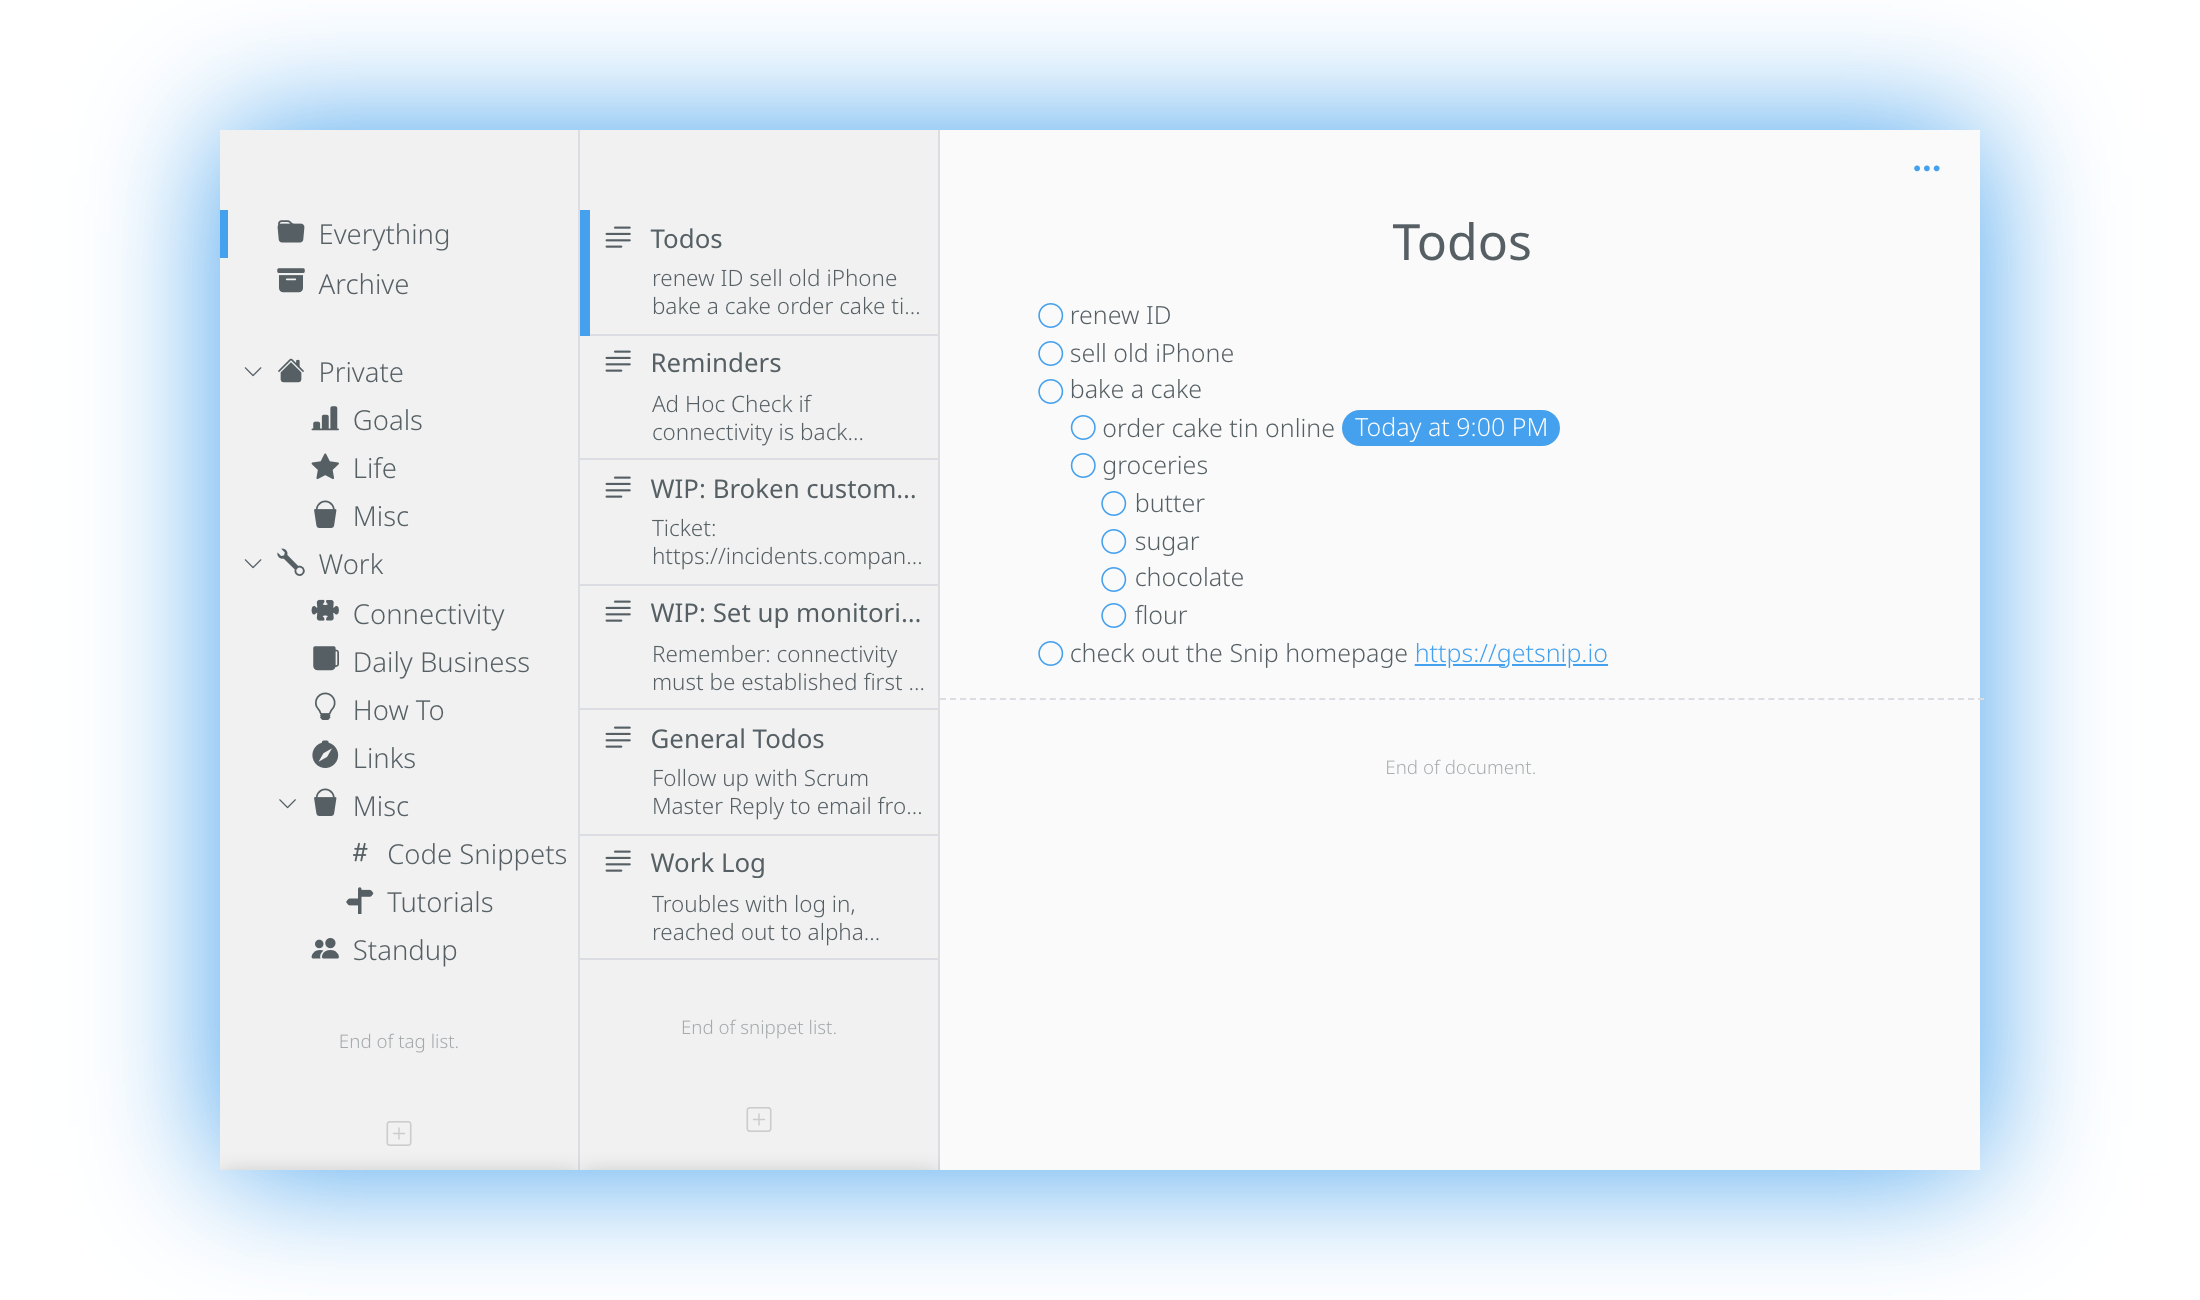 Everything
Archive
Private
Goals
Life
Misc
Work
Connectivity
Daily Business
How To
Links
Misc
# Code Snippets
Tutorials
Standup
End of tag list.
Todos
renew ID sell old iPhone
bake a cake order cake ti...
Reminders
Ad Hoc Check if
connectivity is back...
WIP: Broken custom...
Ticket:
https://incidents.compan...
WIP: Set up monitori...
Remember: connectivity
must be established first ...
General Todos
Follow up with Scrum
Master Reply to email fro...
Work Log
Troubles with log in,
reached out to alpha...
End of snippet list.
Todos
renew ID
sell old iPhone
bake a cake
order cake tin online Today at 9:00 PM
groceries
butter
sugar
chocolate
flour
check out the Snip homepage https://getsnip.io
End of document.